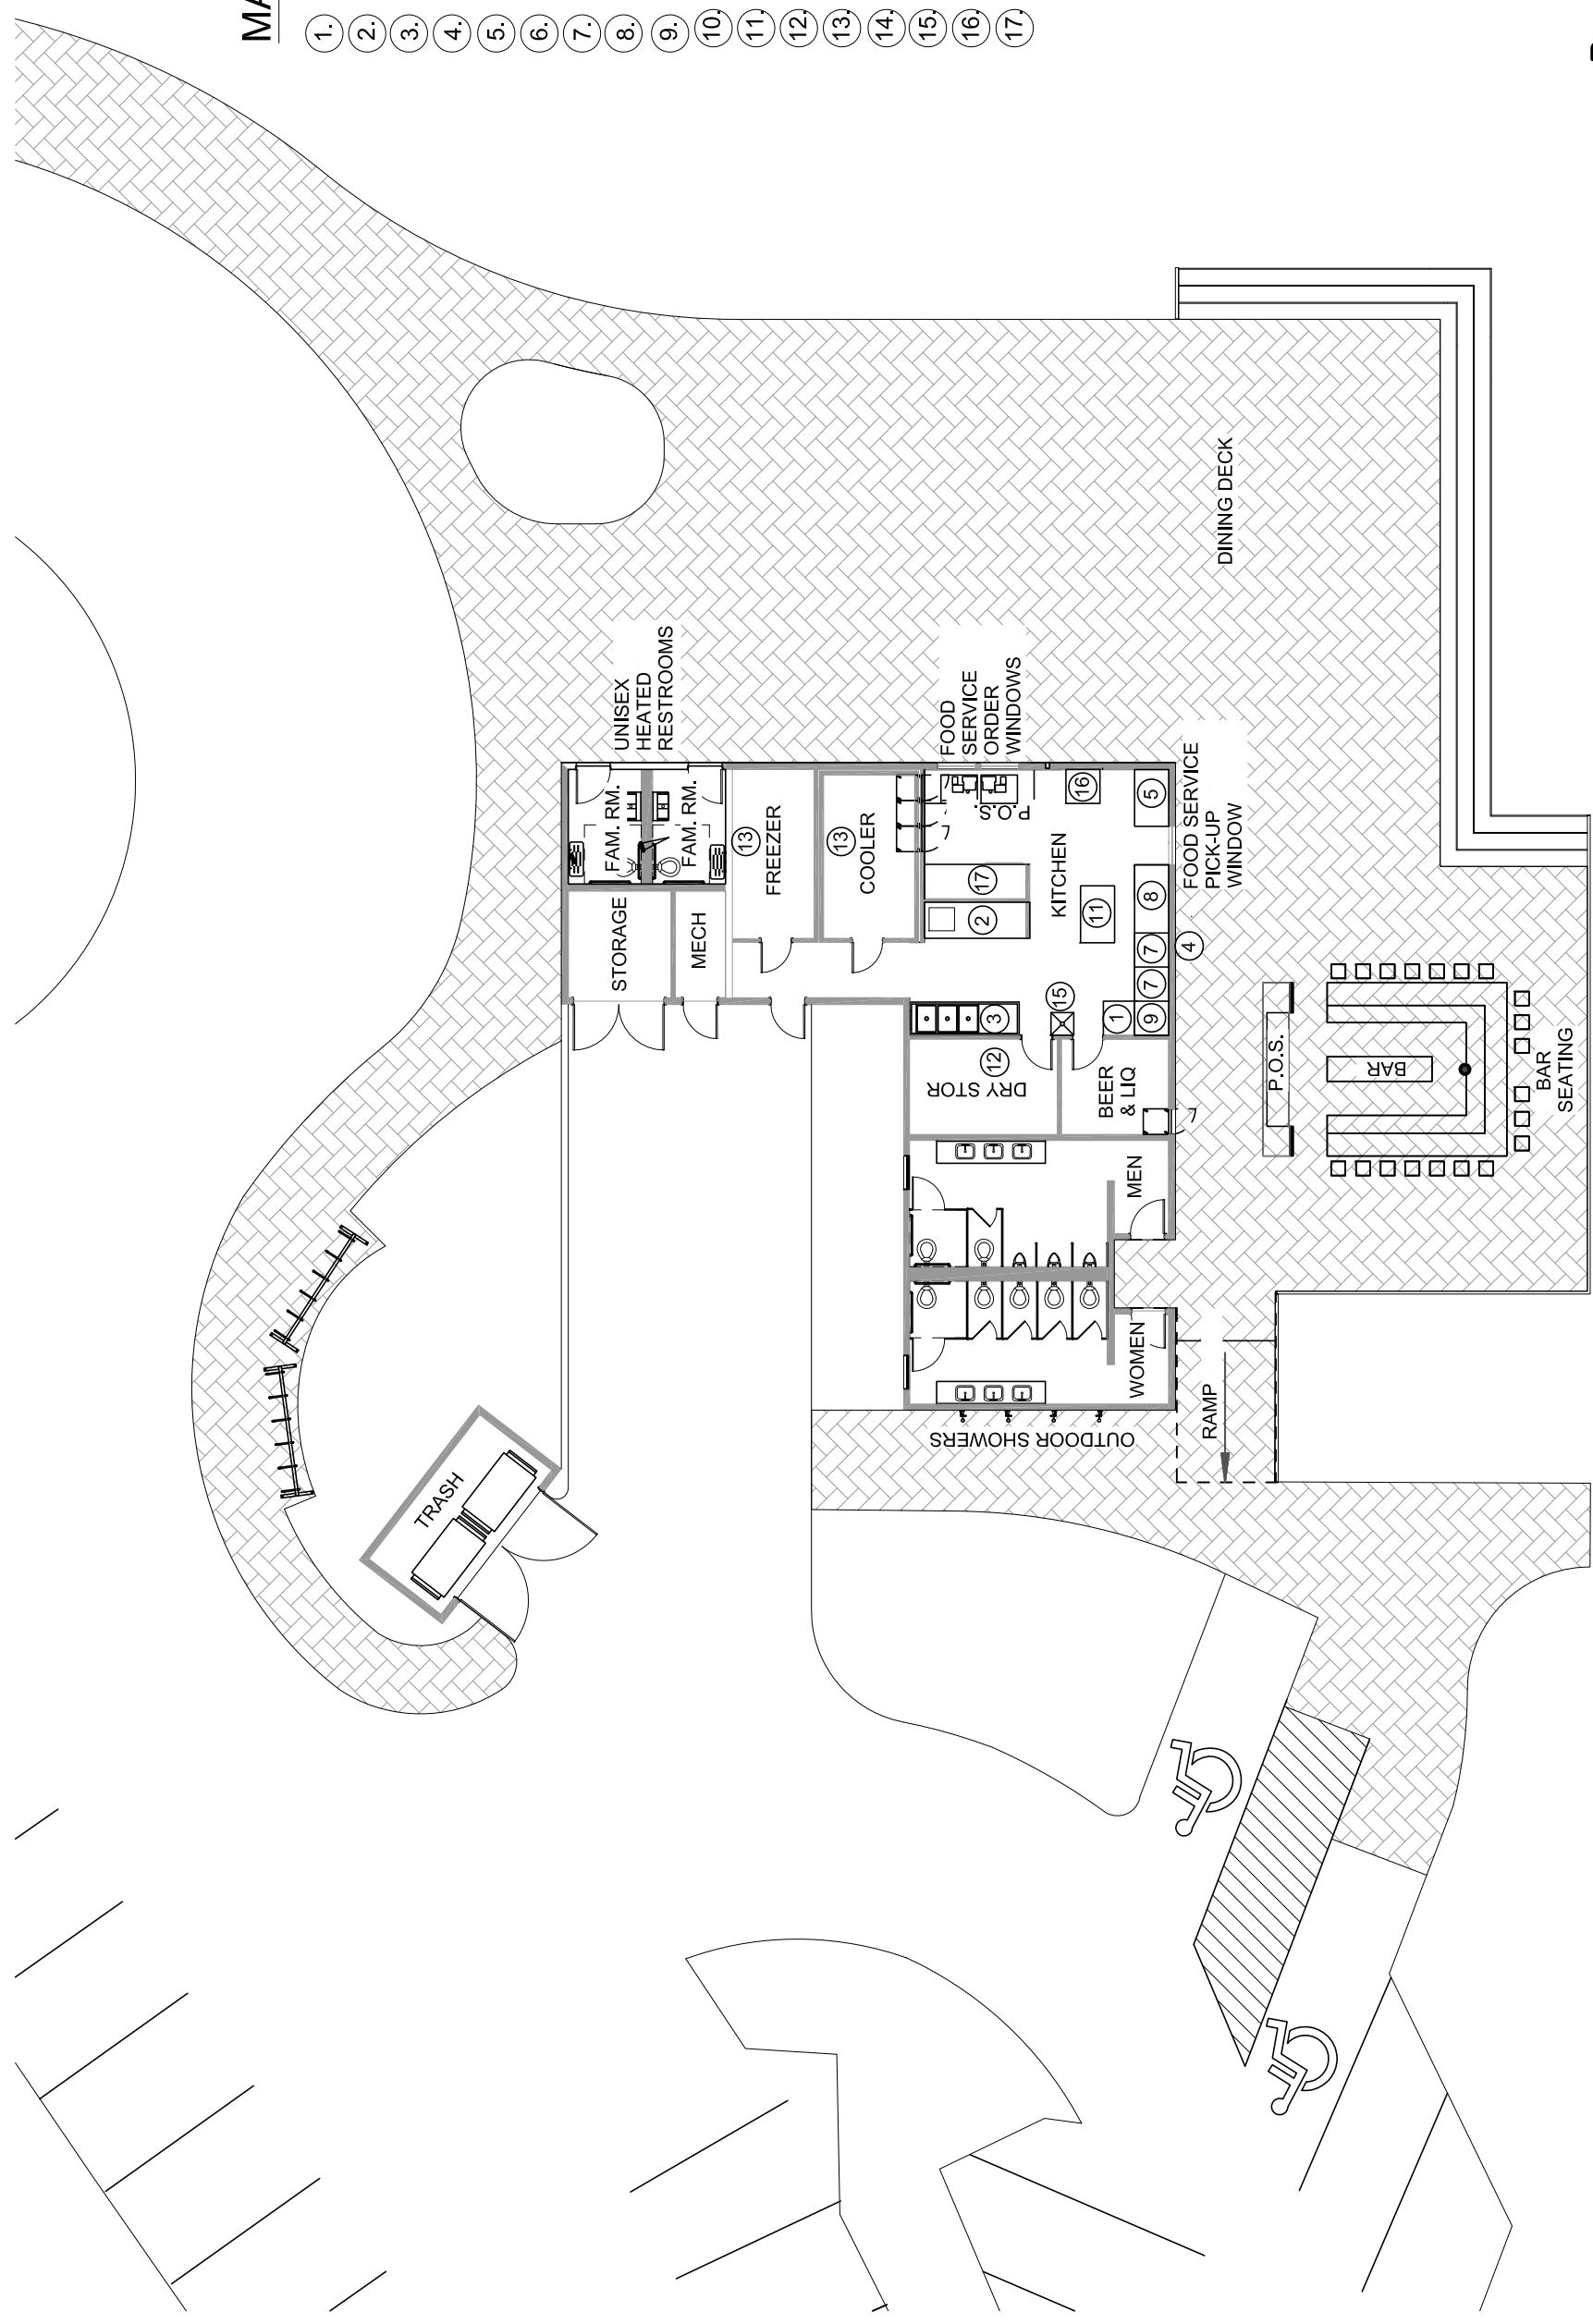 MA
1.
2.
3.
4.
5.
6.
7.
8.
9.
10.
11.
12.
13.
14.
15.
16.
17.
UNISEX
HEATED
RESTROOMS
FAM. RM.
FAM. RM.
STORAGE
MECH
13
FREEZER
13
COOLER
FOOD
SERVICE
ORDER
WINDOWS
P.O.S.
16
5
17
2
KITCHEN
11
8
7
7
4
9
1
15
3
FOOD SERVICE
PICK-UP
WINDOW
DINING DECK
12
DRY STOR
BEER
& LIQ
MEN
WOMEN
OUTDOOR SHOWERS
RAMP
P.O.S.
BAR
BAR
SEATING
TRASH